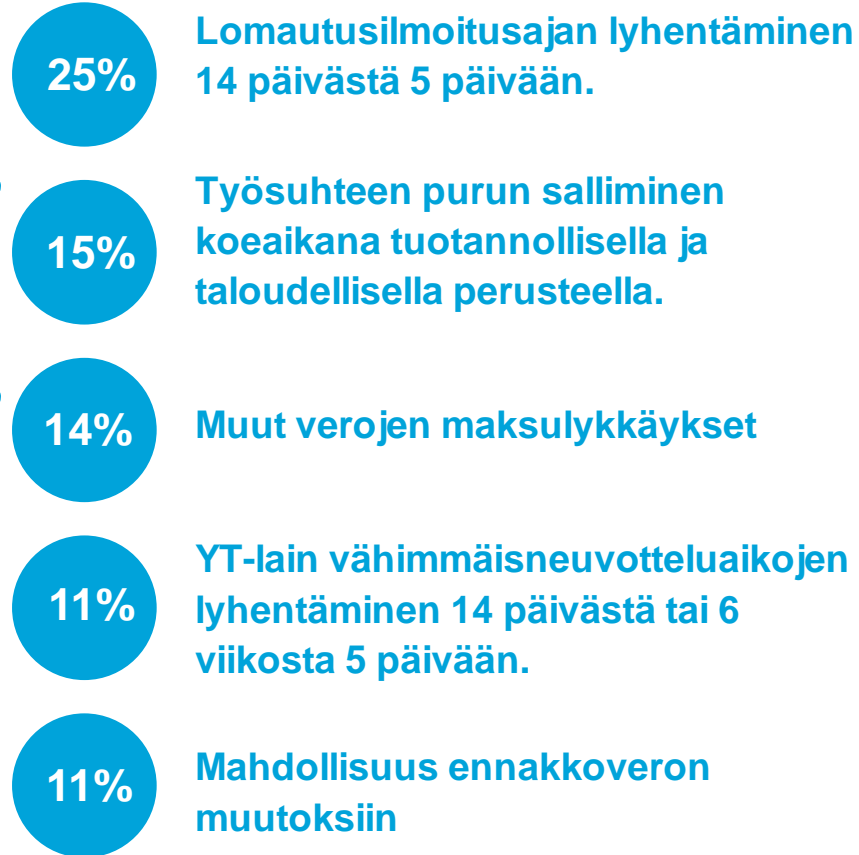 25%
Lomautusilmoitusajan lyhentäminen
14 päivästä 5 päivään.
15%
Työsuhteen purun salliminen
koeaikana tuotannollisella ja
taloudellisella perusteella.
14%
Muut verojen maksulykkäykset
11%
YT-lain vähimmäisneuvotteluaikojen
lyhentäminen 14 päivästä tai 6
viikosta 5 päivään.
11%
Mahdollisuus ennakkoveron
muutoksiin